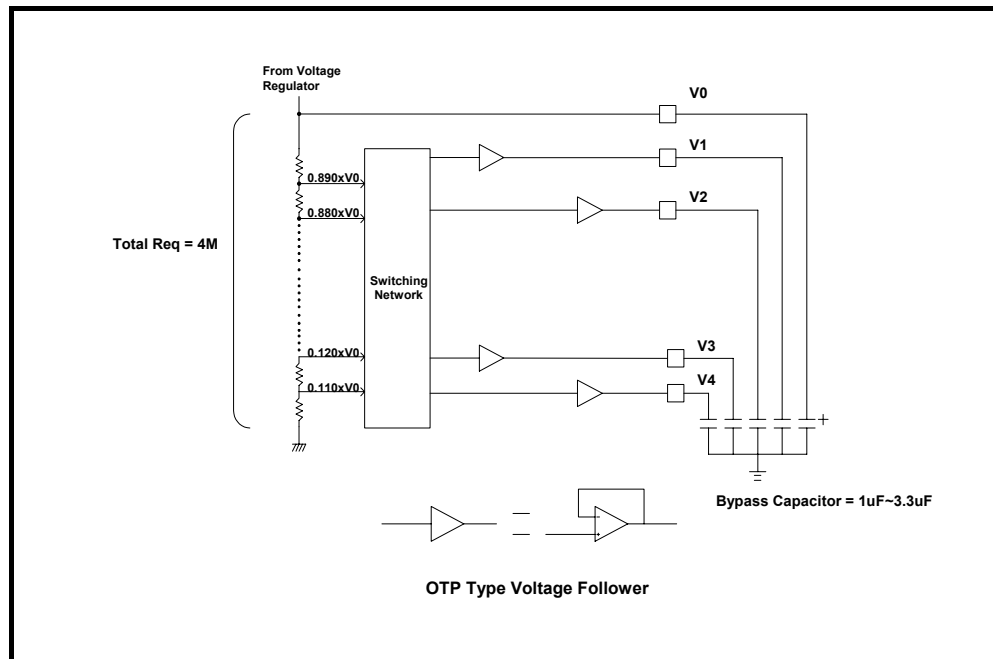 From Voltage
Regulator
V0
V1
0.890xV0
V2
0.880xV0
Total Req = 4M
Switching
Network
V3
0.120xV0
V4
0.110xV0
+
Bypass Capacitor = 1uF~3.3uF
- 
+
OTP Type Voltage Follower